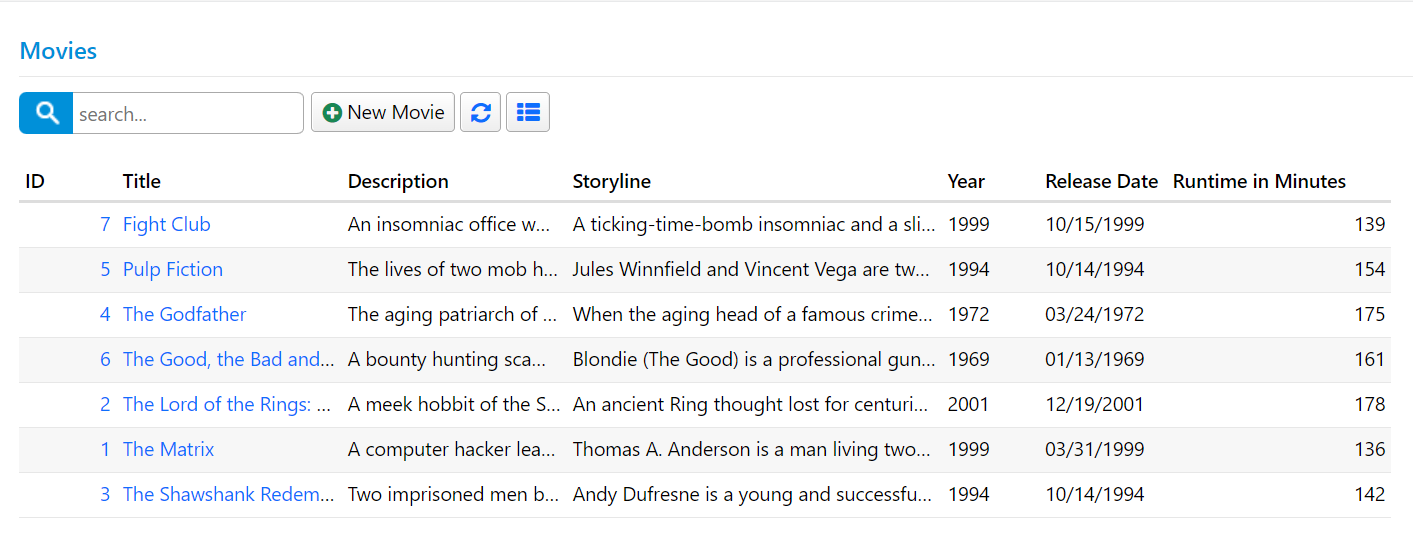 Movies
search... New Movie
ID Title Description Storyline Year Release Date Runtime in Minutes
7 Fight Club An insomniac office w... A ticking-time-bomb insomniac and a sli... 1999 10/15/1999 139
5 Pulp Fiction The lives of two mob h... Jules Winnfield and Vincent Vega are tw... 1994 10/14/1994 154
4 The Godfather The aging patriarch of ... When the aging head of a famous crime... 1972 03/24/1972 175
6 The Good, the Bad and... A bounty hunting sca... Blondie (The Good) is a professional gun... 1969 01/13/1969 161
2 The Lord of the Rings: ... A meek hobbit of the S... An ancient Ring thought lost for centuri... 2001 12/19/2001 178
1 The Matrix A computer hacker lea... Thomas A. Anderson is a man living two... 1999 03/31/1999 136
3 The Shawshank Redem... Two imprisoned men b... Andy Dufresne is a young and successfu... 1994 10/14/1994 142